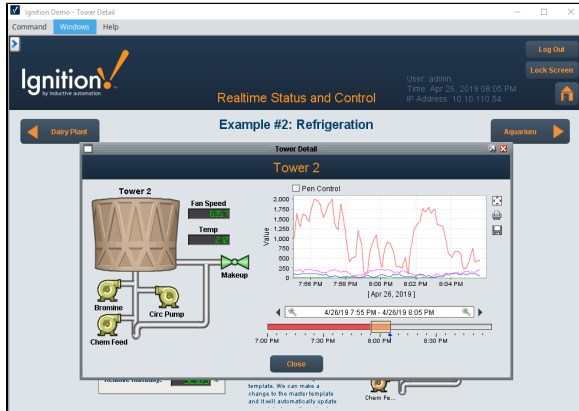 Ignition Demo - Tower Detail
Command Windows Help
Ignition!
by inductive automation
Realtime Status and Control
User: admin
Time: Apr 26, 2019 08:05 PM
IP Address: 10.10.110.54
Log Out
Lock Screen
Dairy Plant
Example #2: Refrigeration
Aquarium
Tower Detail
Tower 2
Tower 2
Fan Speed
Temp
Makeup
Bromine
Circ Pump
Chem Feed
Pen Control
Value
2,000
1,750
1,500
1,250
1,000
750
500
250
0
7:56 PM 7:58 PM 8:00 PM 8:02 PM 8:04 PM
[ Apr 26, 2019 ]
4/26/19 7:55 PM - 4/26/19 8:05 PM
7:00 PM 7:30 PM 8:00 PM 8:30 PM
Close
Relative Humidity:
%
template. We can make a
change to the master template
and it will automatically update
Chem Fe...